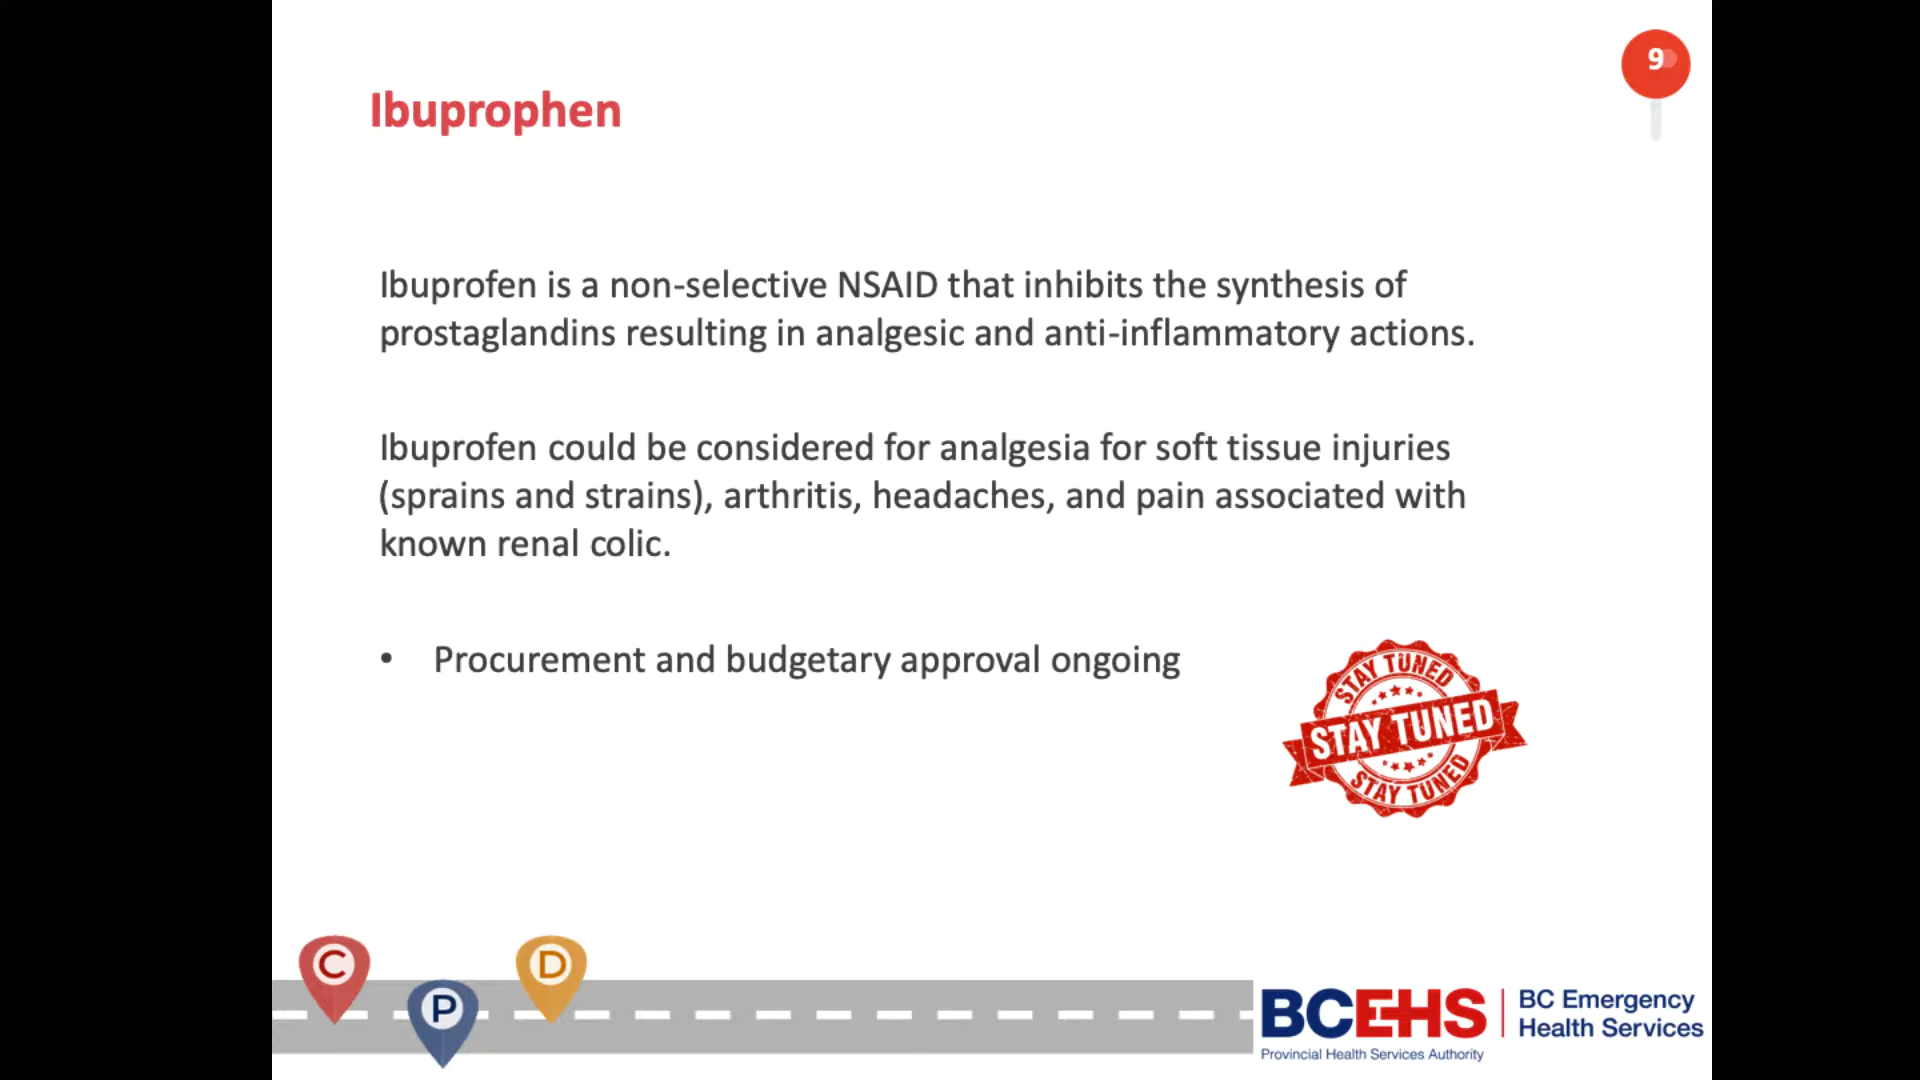 9
Ibuprophen
Ibuprofen is a non-selective NSAID that inhibits the synthesis of
prostaglandins resulting in analgesic and anti-inflammatory actions.
Ibuprofen could be considered for analgesia for soft tissue injuries
(sprains and strains), arthritis, headaches, and pain associated with
known renal colic.
• Procurement and budgetary approval ongoing
STAY TUNED
STAY TUNED
STAY TUNED
C
P
D
BCEHS
Provincial Health Services Authority
BC Emergency
Health Services